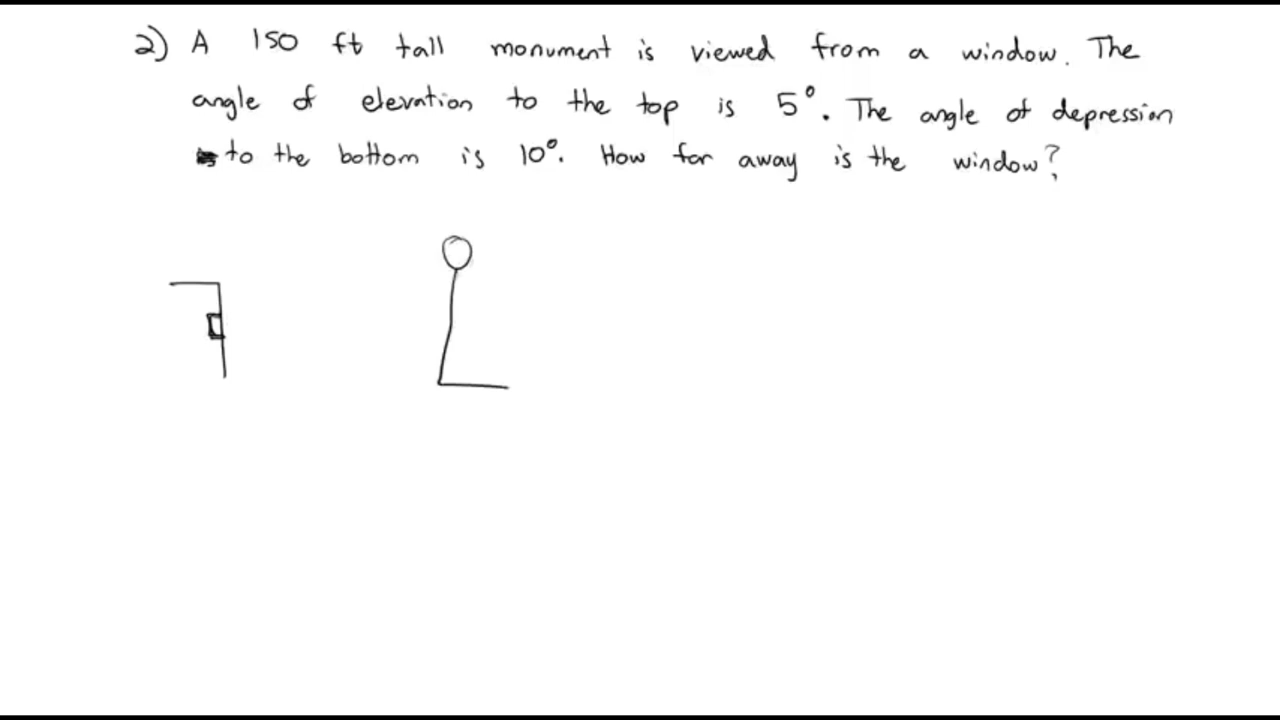 2) A 150 ft tall monument is viewed from a window. The
angle of elevation to the top is 5°. The angle of depression
to the bottom is 10°. How far away is the window?